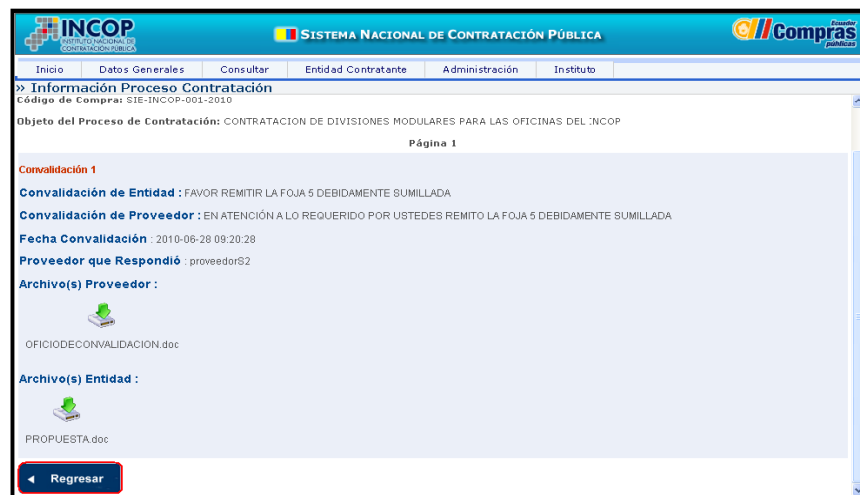 INCOP
INSTITUTO NACIONAL DE
CONTRATACIÓN PÚBLICA
SISTEMA NACIONAL DE CONTRATACIÓN PÚBLICA
Ecuador
Compras
públicas
Inicio Datos Generales Consultar Entidad Contratante Administración Instituto
» Información Proceso Contratación
Código de Compra: SIE-INCOP-001-2010
Objeto del Proceso de Contratación: CONTRATACION DE DIVISIONES MODULARES PARA LAS OFICINAS DEL INCOP
Página 1
Convalidación 1
Convalidación de Entidad : FAVOR REMITIR LA FOJA 5 DEBIDAMENTE SUMILLADA
Convalidación de Proveedor : EN ATENCIÓN A LO REQUERIDO POR USTEDES REMITO LA FOJA 5 DEBIDAMENTE SUMILLADA
Fecha Convalidación : 2010-06-28 09:20:28
Proveedor que Respondió : proveedorS2
Archivo(s) Proveedor :
OFICIODECONVALIDACION.doc
Archivo(s) Entidad :
PROPUESTA.doc
Regresar